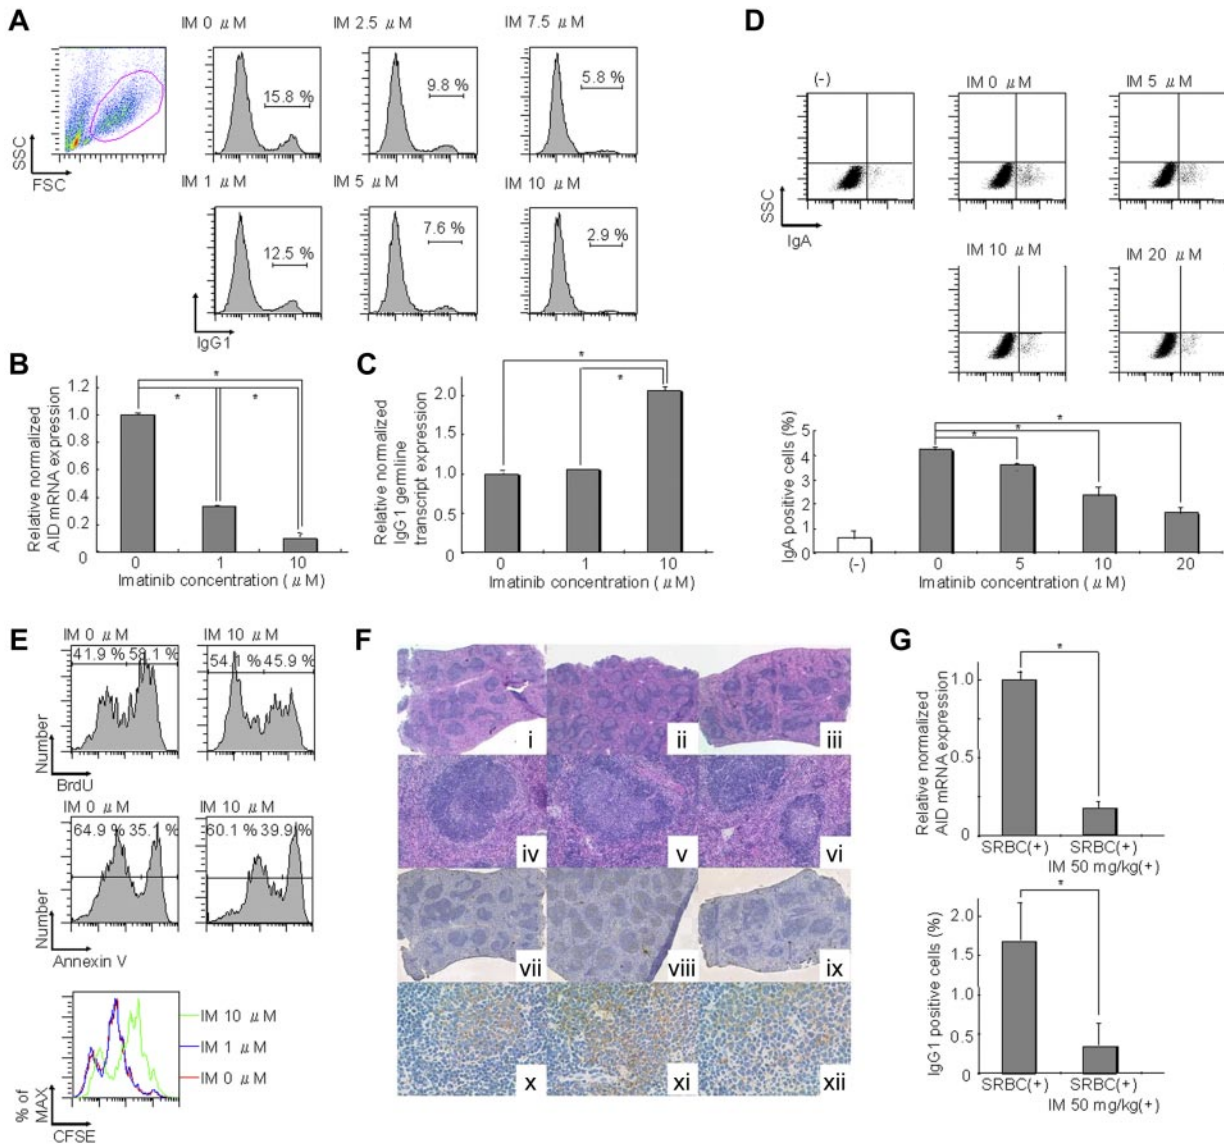 A
IM 0 μM
IM 2.5 μM
IM 7.5 μM
15.8 %
9.8 %
5.8 %
SSC
FSC
IM 1 μM
IM 5 μM
IM 10 μM
12.5 %
7.6 %
2.9 %
IgG1
B
Relative normalized
AID mRNA expression
1.2
1.0
0.8
0.6
0.4
0.2
0
*
*
*
0 1 10
Imatinib concentration (μM)
C
Relative normalized
IgG1 germline
transcript expression
2.0
1.5
1.0
0.5
0.0
*
*
0 1 10
Imatinib concentration (μM)
D
(-)
IM 0 μM
IM 5 μM
SSC
IgA
IM 10 μM
IM 20 μM
IgA positive cells (%)
5
4
3
2
1
0
*
*
*
(-) 0 5 10 20
Imatinib concentration (μM)
E
IM 0 μM
IM 10 μM
41.9 %
45.9 %
Number
BrdU
IM 0 μM
IM 10 μM
64.9 % 35.1 %
60.1 % 39.9 %
Number
Annexin V
IM 10 μM
IM 1 μM
IM 0 μM
% of
MAX
CFSE
F
i
ii
iii
iv
v
vi
vii
viii
ix
x
xi
xii
G
Relative normalized
AID mRNA expression
1.0
0.5
0
*
SRBC(+) SRBC(+)
IM 50 mg/kg(+)
IgG1 positive cells (%)
2.0
1.5
1.0
0.5
0
*
SRBC(+) SRBC(+)
IM 50 mg/kg(+)